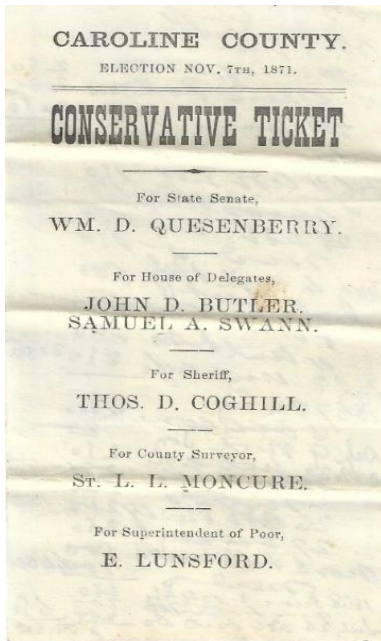 CAROLINE COUNTY.
ELECTION NOV. 7TH, 1871.
CONSERVATIVE TICKET
For State Senate,
WM. D. QUESENBERRY.
For House of Delegates,
JOHN D. BUTLER.
SAMUEL A. SWANN.
For Sheriff,
THOS. D. COGHILL.
For County Surveyor,
ST. L. L. MONCURE.
For Superintendent of Poor,
E. LUNSFORD.